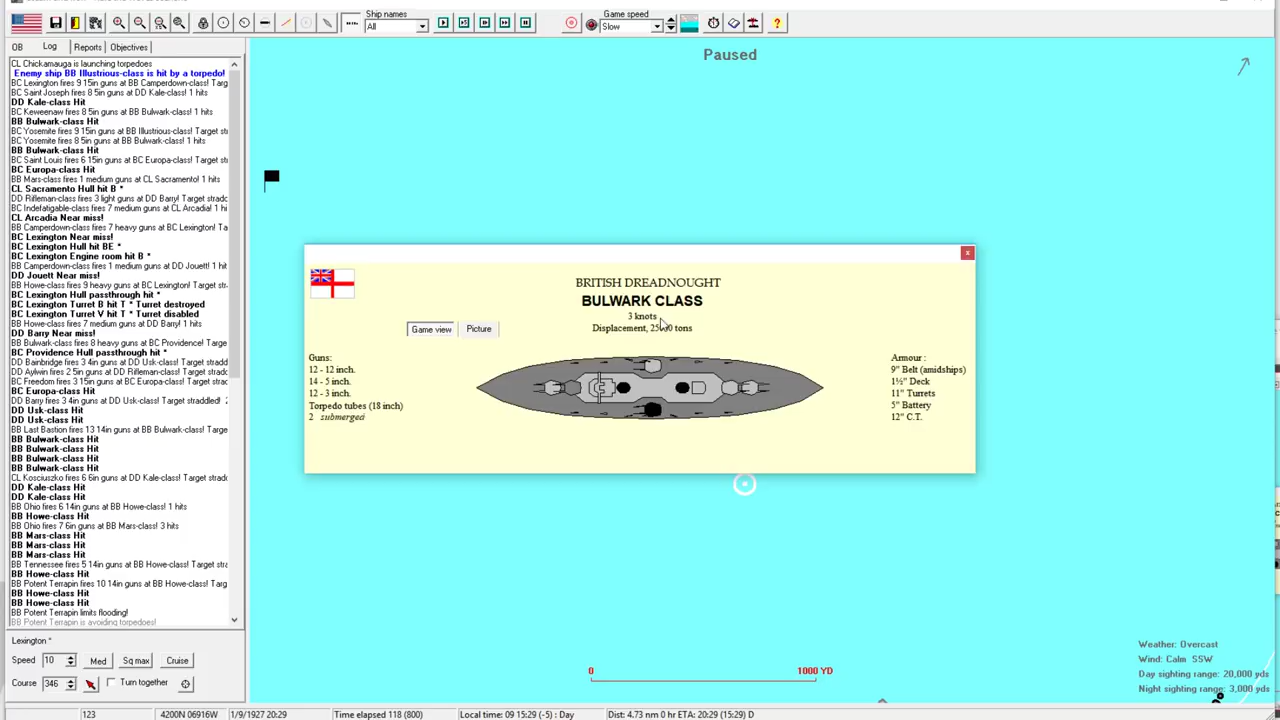 Ship names
All
Game speed
Slow
OB
Log
Reports
Objectives
CL Chickamauga is launching torpedoes
Enemy ship BB Illustrious-class is hit by a torpedo!
BC Lexington fires 9 15in guns at BB Camperdown-class! Targ
BC Saint Joseph fires 8 5in guns at DD Kale-class! 1 hits
DD Kale-class Hit
BC Keweenaw fires 8 5in guns at BB Bulwark-class! 1 hits
BB Bulwark-class Hit
BC Yosemite fires 9 15in guns at BB Illustrious-class! Target str
BC Yosemite fires 8 5in guns at BB Bulwark-class! 1 hits
BB Bulwark-class Hit
BC Saint Louis fires 6 15in guns at BC Europa-class! Target str
BC Europa-class Hit
BB Mars-class fires 1 medium guns at CL Sacramento! 1 hits
CL Sacramento Hull hit B *
DD Rifleman-class fires 3 light guns at DD Barry! Target stradd
BC Indefatigable-class fires 7 medium guns at CL Arcadia! 1 hi
CL Arcadia Near miss!
BB Camperdown-class fires 7 heavy guns at BC Lexington! T
BC Lexington Near miss!
BC Lexington Hull hit BE *
BC Lexington Engine room hit B *
BB Camperdown-class fires 1 medium guns at DD Jouett! 1 hi
DD Jouett Near miss!
BB Howe-class fires 9 heavy guns at BC Lexington! Target stra
BC Lexington Hull passthrough hit *
BC Lexington Turret B hit T * Turret destroyed
BC Lexington Turret V hit T * Turret disabled
BB Howe-class fires 7 medium guns at DD Barry! 1 hits
DD Barry Near miss!
BB Bulwark-class fires 8 heavy guns at BC Providence! Target
BC Providence Hull passthrough hit *
DD Bainbridge fires 3 4in guns at DD Usk-class! Target straddl
DD Aylwin fires 2 5in guns at DD Rifleman-class! Target stradd
BC Freedom fires 3 15in guns at BC Europa-class! Target stra
BC Europa-class Hit
DD Barry fires 3 4in guns at DD Usk-class! Target straddled! 2
DD Usk-class Hit
DD Usk-class Hit
BB Last Bastion fires 13 14in guns at BB Bulwark-class! Target
BB Bulwark-class Hit
BB Bulwark-class Hit
BB Bulwark-class Hit
BB Bulwark-class Hit
CL Kosciuszko fires 6 6in guns at DD Kale-class! Target stradd
DD Kale-class Hit
DD Kale-class Hit
BB Ohio fires 6 14in guns at BB Howe-class! 1 hits
BB Howe-class Hit
BB Ohio fires 7 6in guns at BB Mars-class! 3 hits
BB Mars-class Hit
BB Mars-class Hit
BB Mars-class Hit
BB Tennessee fires 5 14in guns at BB Howe-class! Target stra
BB Howe-class Hit
BB Potent Terrapin fires 10 14in guns at BB Howe-class! Targ
BB Howe-class Hit
BB Howe-class Hit
BB Potent Terrapin limits flooding!
BB Potent Terrapin is avoiding torpedoes!
Paused
BRITISH DREADNOUGHT
BULWARK CLASS
3 knots
Displacement, tons
Game view
Picture
Guns:
12 - 12 inch.
14 - 5 inch.
12 - 3 inch.
Torpedo tubes (18 inch)
2 submerged
Armour :
9" Belt (amidships)
1½" Deck
11" Turrets
5" Battery
12" C.T.
0 1000 YD
Weather: Overcast
Wind: Calm SSW
Day sighting range: 20,000 yds
Night sighting range: 3,000 yds
Lexington *
Speed 10 Med Sq max Cruise
Course 346 Turn together
123
4200N 06916W
1/9/1927 20:29
Time elapsed 118 (800)
Local time: 09 15:29 (-5) : Day
Dist: 4.73 nm 0 hr ETA: 20:29 (15:29) D